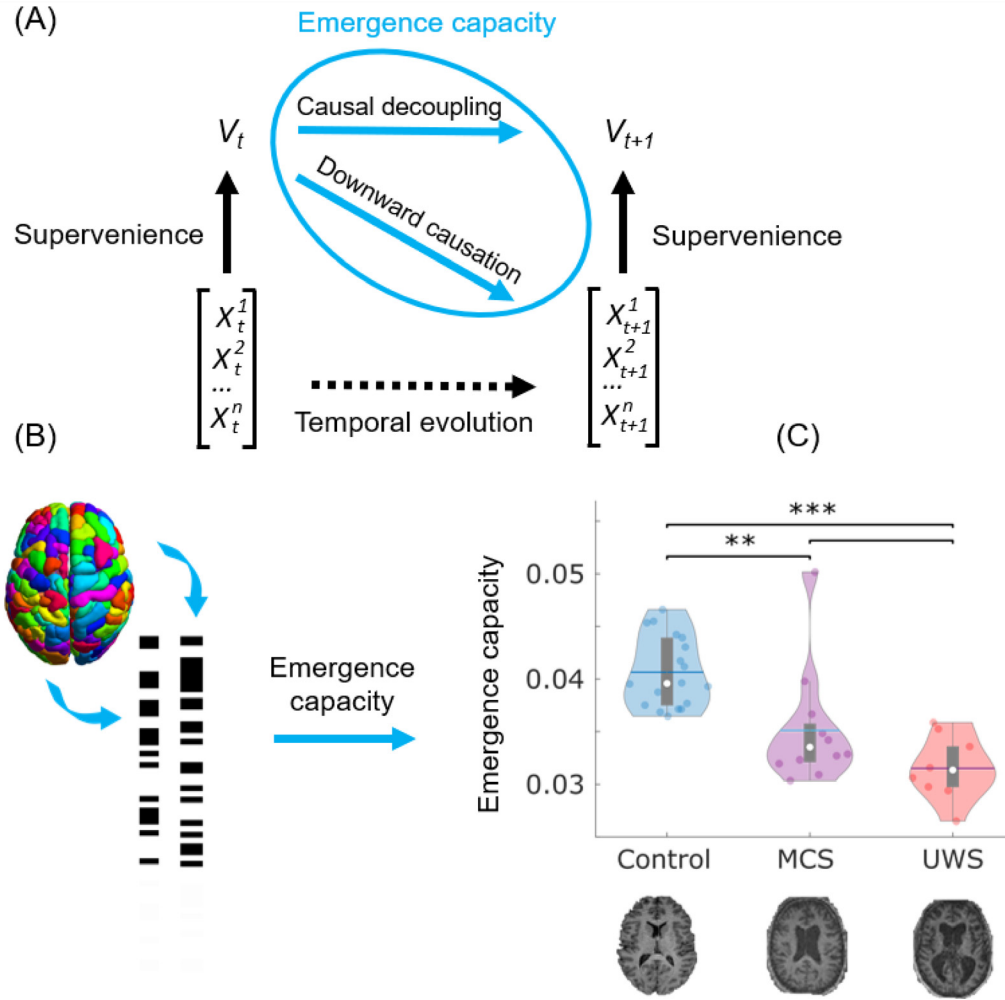 (A)
Emergence capacity
Causal decoupling
V_t
V_{t+1}
Downward causation
Supervenience
Supervenience
X_t^1
X_t^2
...
X_t^n
X_{t+1}^1
X_{t+1}^2
...
X_{t+1}^n
Temporal evolution
(B)
Emergence
capacity
(C)
***
**
Emergence capacity
0.05
0.04
0.03
Control
MCS
UWS